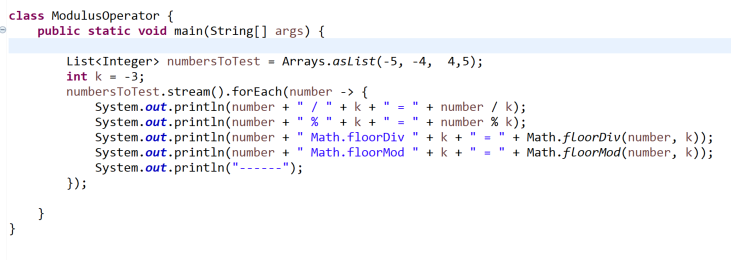 class ModulusOperator {
    public static void main(String[] args) {
        List<Integer> numbersToTest = Arrays.asList(-5, -4,  4,5);
        int k = -3;
        numbersToTest.stream().forEach(number -> {
            System.out.println(number + " / " + k + " = " + number / k);
            System.out.println(number + " % " + k + " = " + number % k);
            System.out.println(number + " Math.floorDiv " + k + " = " + Math.floorDiv(number, k));
            System.out.println(number + " Math.floorMod " + k + " = " + Math.floorMod(number, k));
            System.out.println("------");
        });
    }
}